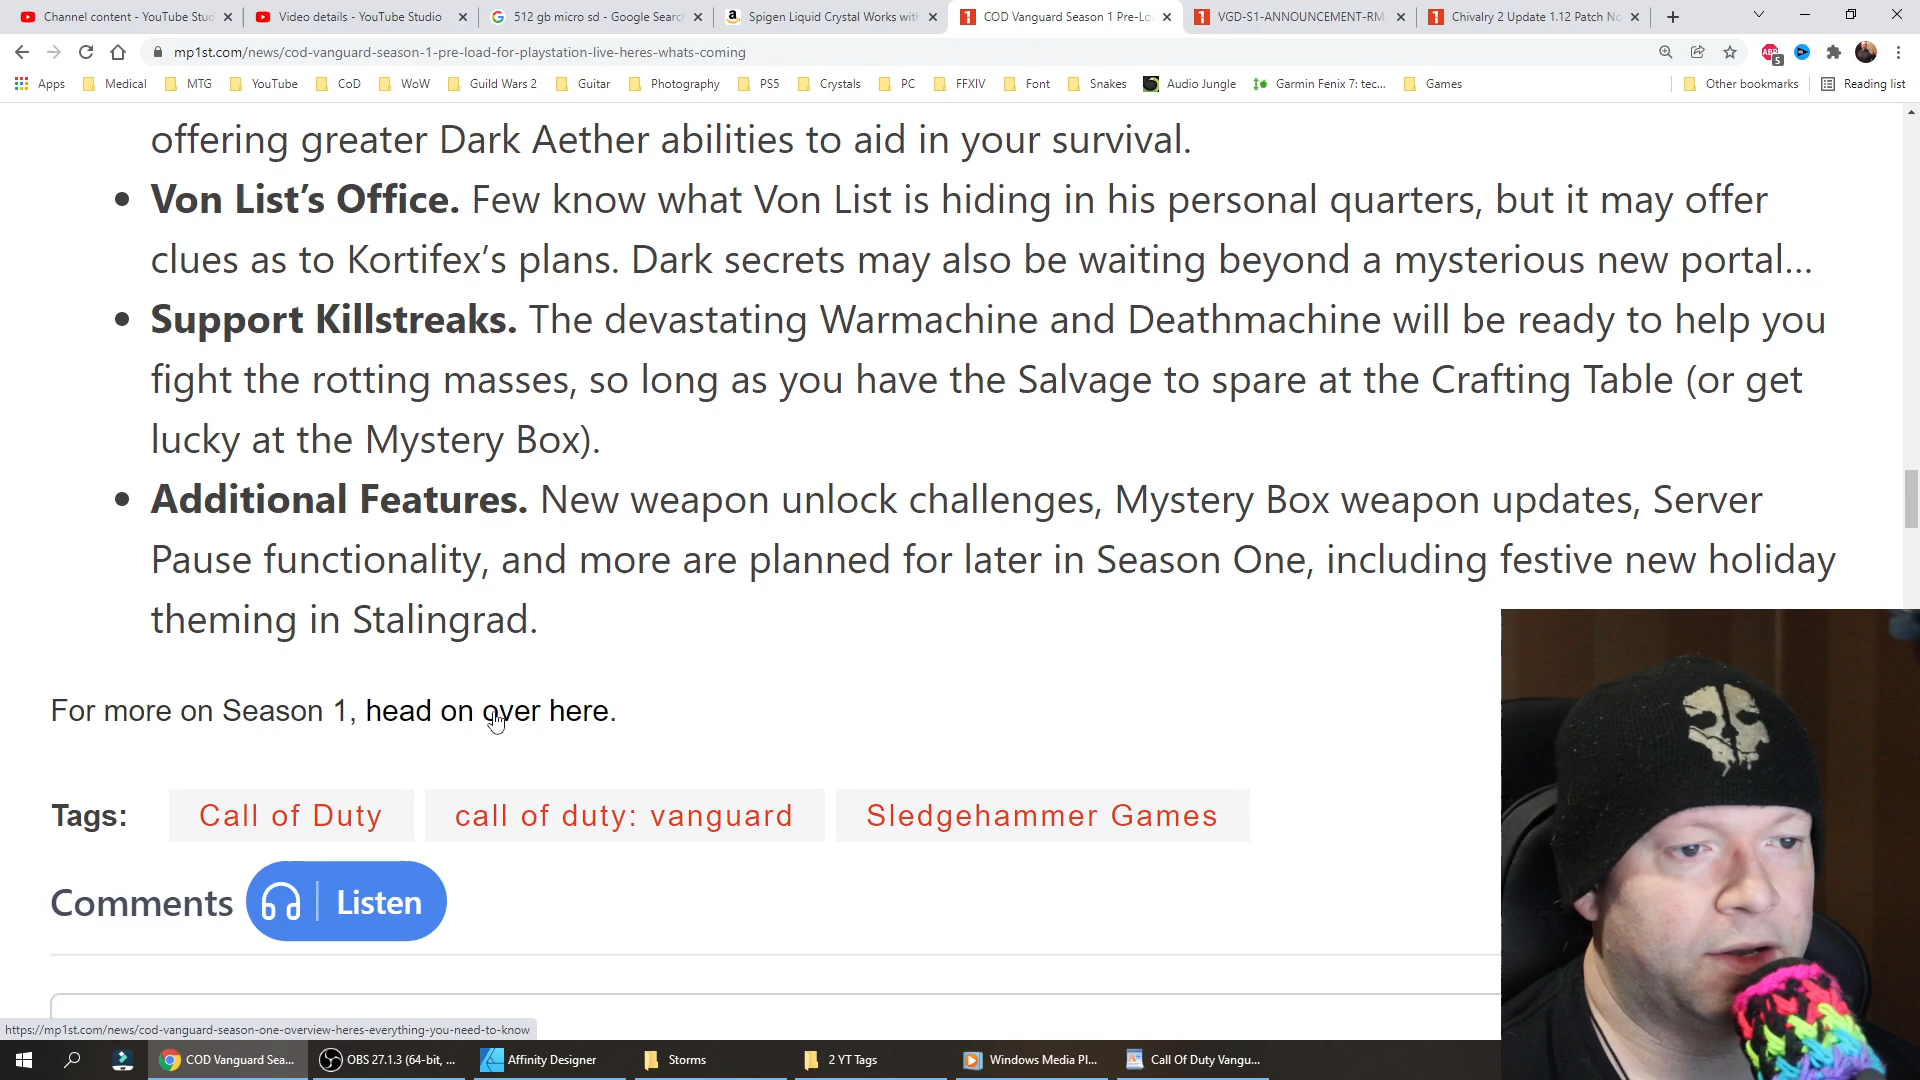 Channel content - YouTube Stud
Video details - YouTube Studio
512 gb micro sd - Google Search
Spigen Liquid Crystal Works with
COD Vanguard Season 1 Pre-Lo
VGD-S1-ANNOUNCEMENT-RM
Chivalry 2 Update 1.12 Patch No
mp1st.com/news/cod-vanguard-season-1-pre-load-for-playstation-live-heres-whats-coming
ABP
5
Apps
Medical
MTG
YouTube
CoD
WoW
Guild Wars 2
Guitar
Photography
PS5
Crystals
PC
FFXIV
Font
Snakes
Audio Jungle
Garmin Fenix 7: tec...
Games
Other bookmarks
Reading list
offering greater Dark Aether abilities to aid in your survival.
• Von List’s Office. Few know what Von List is hiding in his personal quarters, but it may offer
clues as to Kortifex’s plans. Dark secrets may also be waiting beyond a mysterious new portal…
• Support Killstreaks. The devastating Warmachine and Deathmachine will be ready to help you
fight the rotting masses, so long as you have the Salvage to spare at the Crafting Table (or get
lucky at the Mystery Box).
• Additional Features. New weapon unlock challenges, Mystery Box weapon updates, Server
Pause functionality, and more are planned for later in Season One, including festive new holiday
theming in Stalingrad.
For more on Season 1, head on over here.
Tags:
Call of Duty
call of duty: vanguard
Sledgehammer Games
Comments
Listen
https://mp1st.com/news/cod-vanguard-season-one-overview-heres-everything-you-need-to-know
COD Vanguard Sea...
OBS 27.1.3 (64-bit, ...
Affinity Designer
Storms
2 YT Tags
Windows Media Pl...
Call Of Duty Vangu...